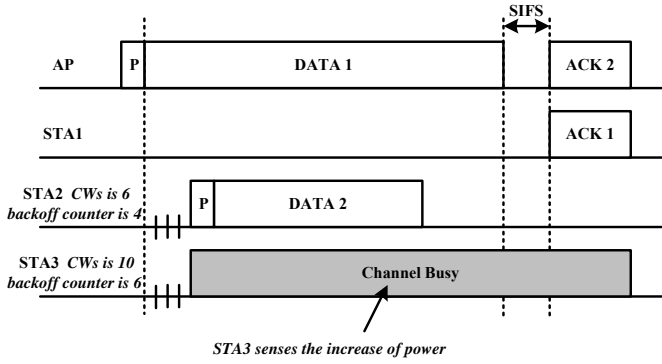 SIFS
AP P DATA 1 ACK 2
STA1 ACK 1
STA2 CWs is 6
backoff counter is 4
P DATA 2
STA3 CWs is 10
backoff counter is 6
Channel Busy
STA3 senses the increase of power